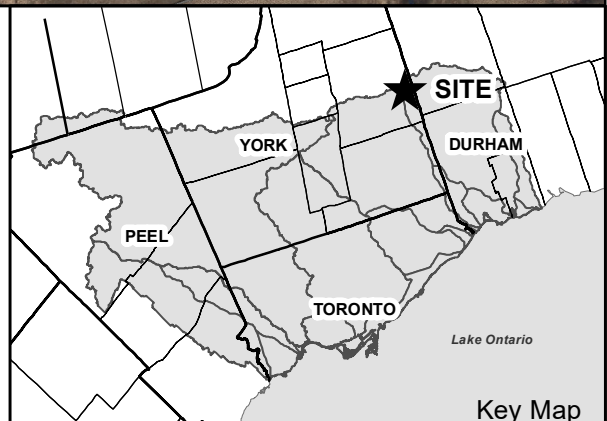 SITE
YORK
DURHAM
PEEL
TORONTO
Lake Ontario
Key Map